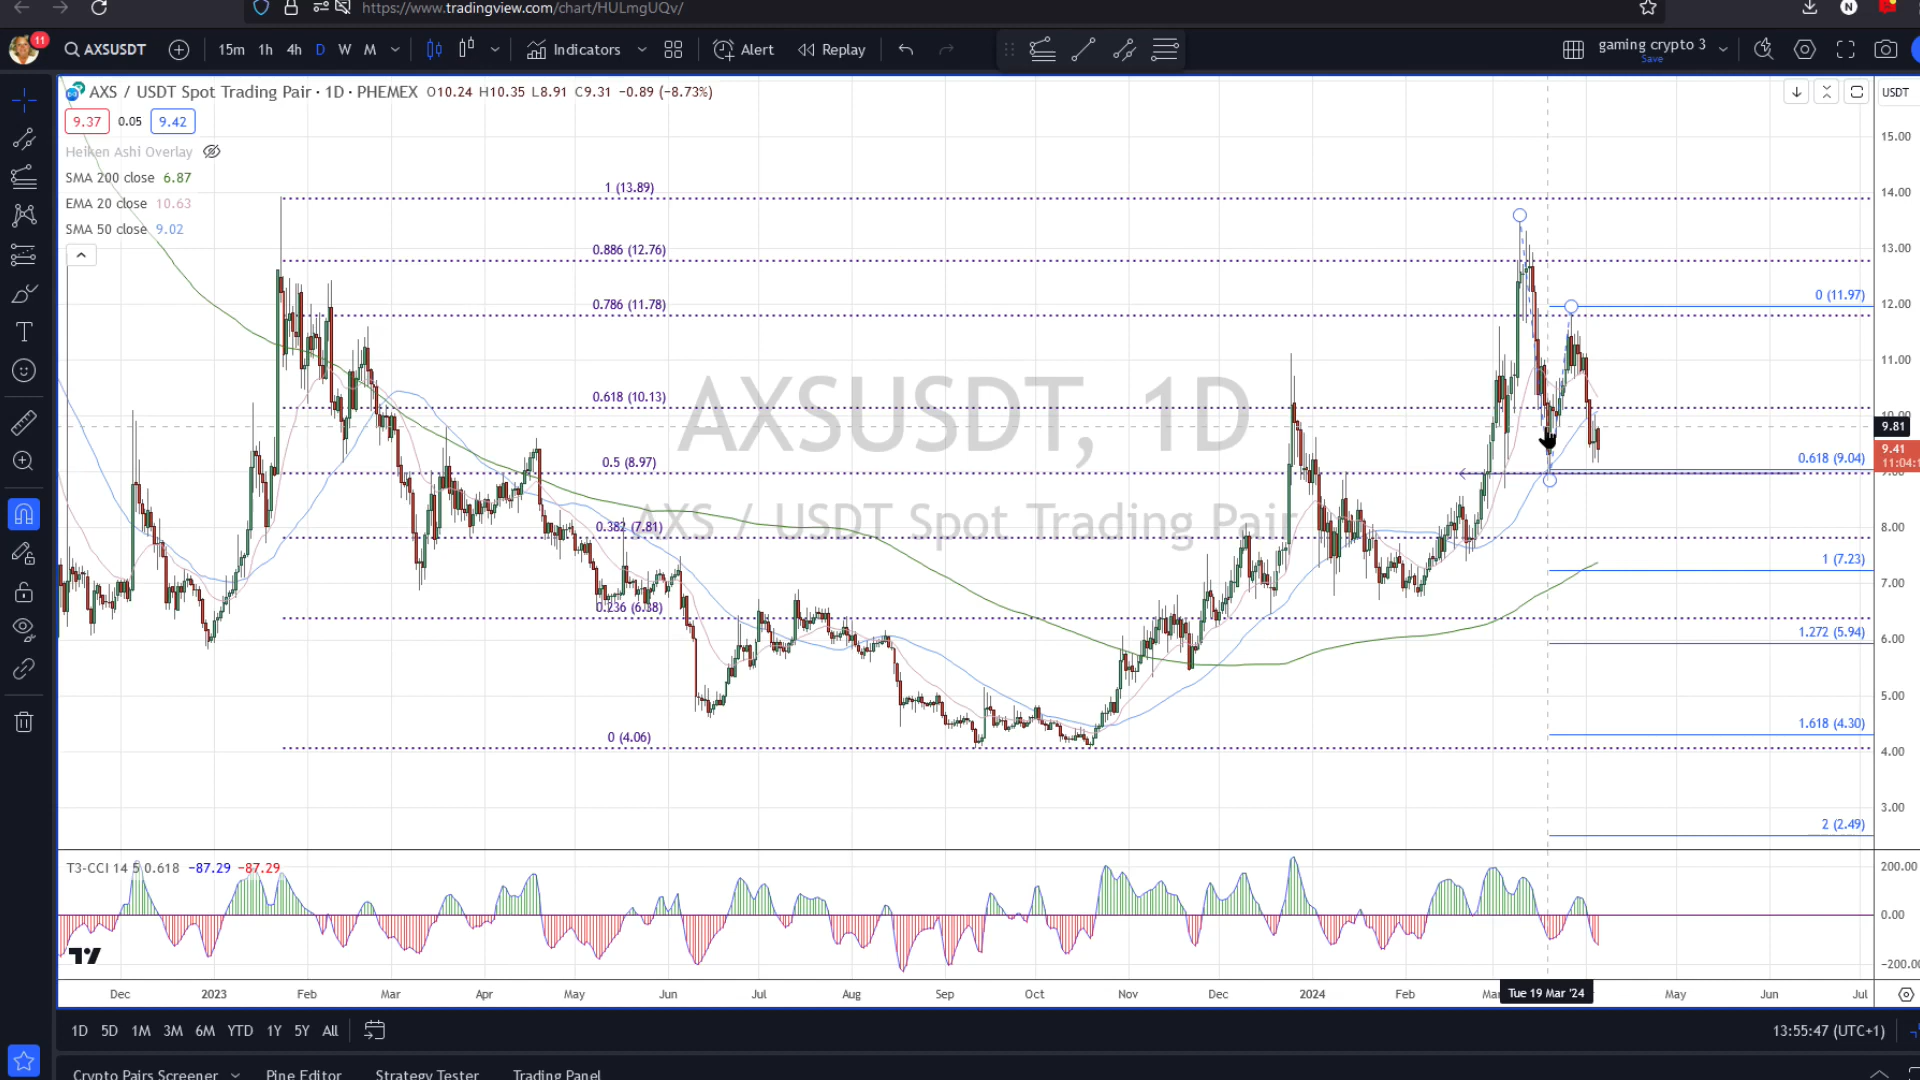 https://www.tradingview.com/chart/HULmgUQv/
11
AXSUSDT
15m 1h 4h D W M
Indicators
Alert
Replay
gaming crypto 3
Save
AXS / USDT Spot Trading Pair · 1D · PHEMEX O10.24 H10.35 L8.91 C9.31 −0.89 (−8.73%)
USDT
9.37 0.05 9.42
Heiken Ashi Overlay
SMA 200 close 6.87
EMA 20 close 10.63
SMA 50 close 9.02
1 (13.89)
0.886 (12.76)
0.786 (11.78)
0.618 (10.13)
0.5 (8.97)
0.382 (7.81)
0.236 (6.38)
0 (4.06)
AXSUSDT, 1D
AXS / USDT Spot Trading Pair
0 (11.97)
0.618 (9.04)
1 (7.23)
1.272 (5.94)
1.618 (4.30)
2 (2.49)
15.00
14.00
13.00
12.00
11.00
10.00
9.81
9.41
8.00
7.00
6.00
5.00
4.00
3.00
T3-CCI 14 5 0.618 −87.29 −87.29
200.00
0.00
−200.00
Dec 2023 Feb Mar Apr May Jun Jul Aug Sep Oct Nov Dec 2024 Feb Tue 19 Mar '24 May Jun Jul
1D 5D 1M 3M 6M YTD 1Y 5Y All
13:55:47 (UTC+1)
Crypto Pairs Screener Pine Editor Strategy Tester Trading Panel